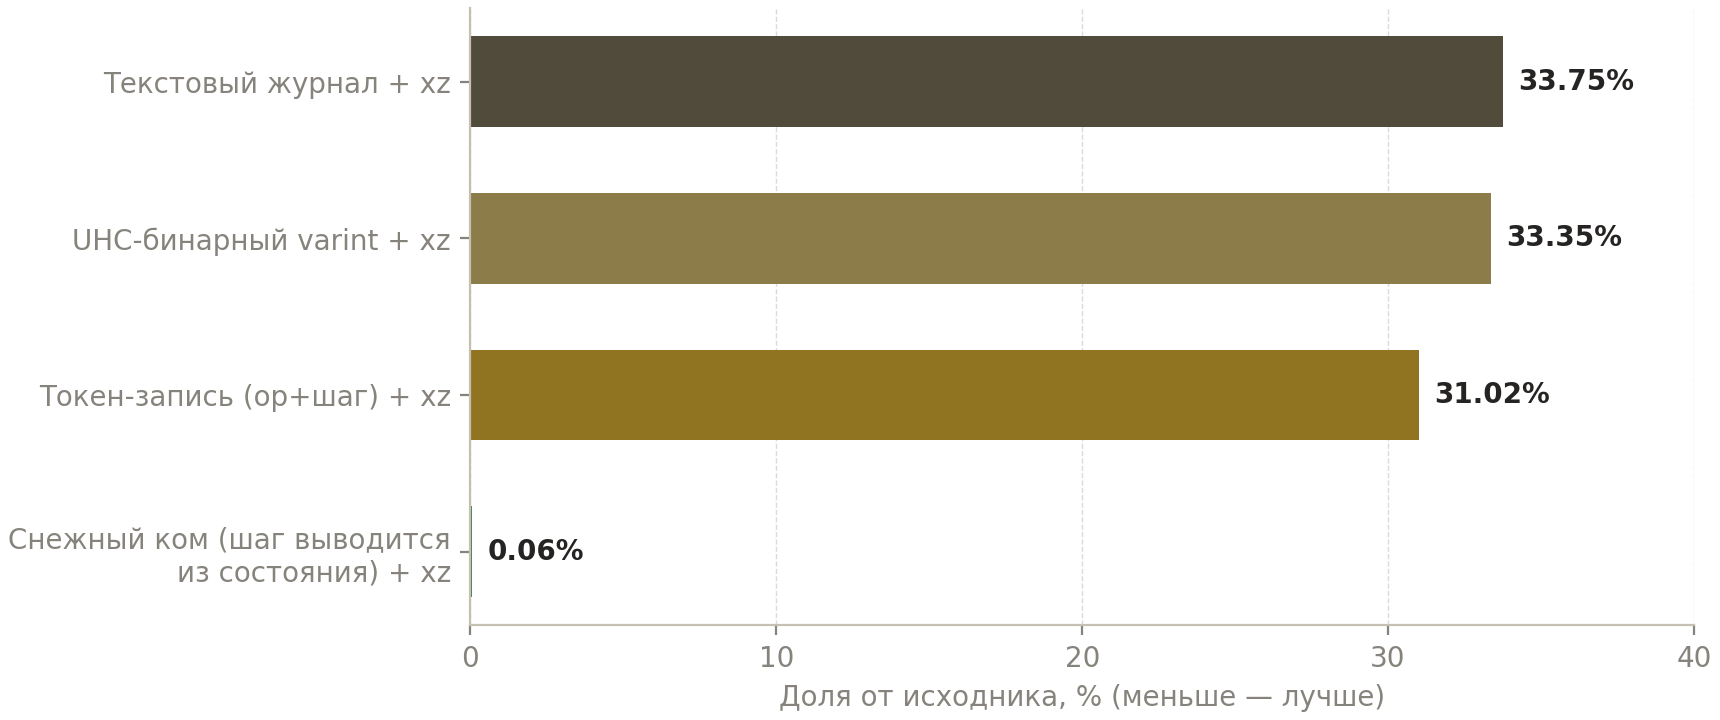 Текстовый журнал + xz
33.75%
UHC-бинарный varint + xz
33.35%
Токен-запись (op+шаг) + xz
31.02%
Снежный ком (шаг выводится
из состояния) + xz
0.06%
0 10 20 30 40
Доля от исходника, % (меньше — лучше)